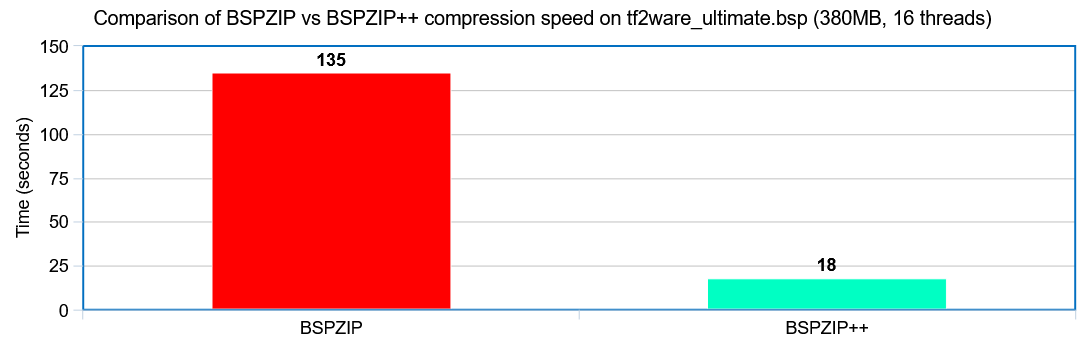 Comparison of BSPZIP vs BSPZIP++ compression speed on tf2ware_ultimate.bsp (380MB, 16 threads)
Time (seconds)
150
125
100
75
50
25
0
135
18
BSPZIP
BSPZIP++